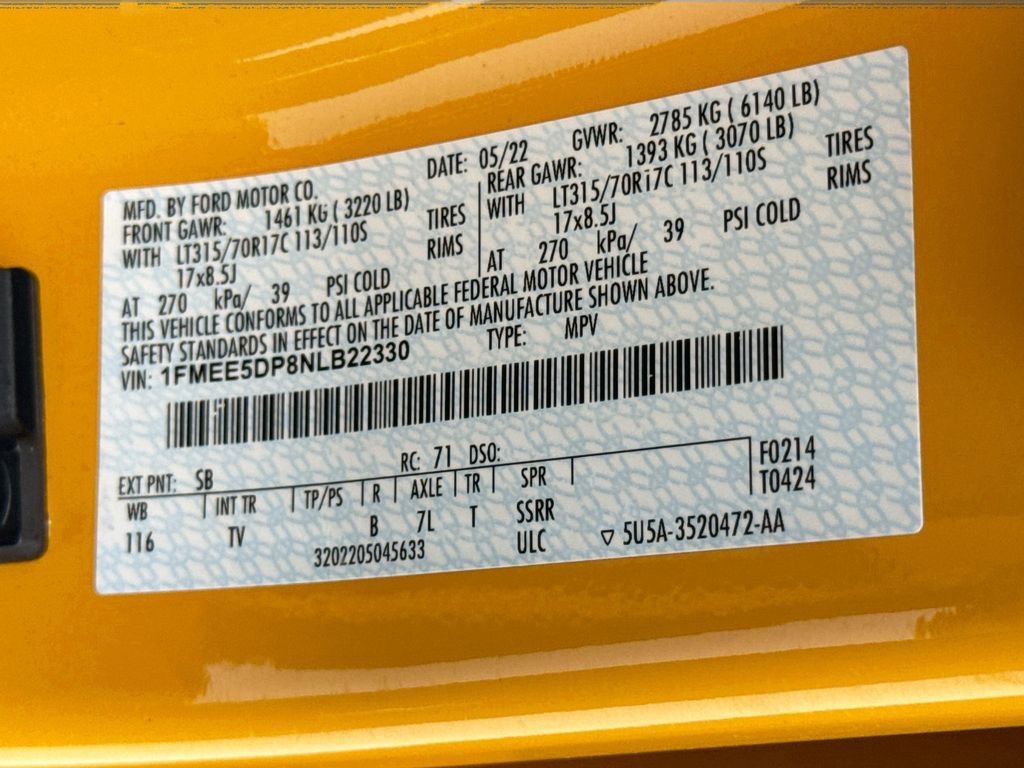 MFD. BY FORD MOTOR CO. DATE: 05/22 GVWR: 2785 KG ( 6140 LB)
FRONT GAWR: 1461 KG ( 3220 LB)
WITH LT315/70R17C 113/110S TIRES
17x8.5J RIMS
AT 270 kPa/ 39 PSI COLD
REAR GAWR: 1393 KG ( 3070 LB)
WITH LT315/70R17C 113/110S TIRES
17x8.5J RIMS
AT 270 kPa/ 39 PSI COLD
THIS VEHICLE CONFORMS TO ALL APPLICABLE FEDERAL MOTOR VEHICLE
SAFETY STANDARDS IN EFFECT ON THE DATE OF MANUFACTURE SHOWN ABOVE.
VIN: 1FMEE5DP8NLB22330 TYPE: MPV
EXT PNT: SB RC: 71 DSO: F0214
WB INT TR TP/PS R AXLE TR SPR T0424
116 TV B 7L T SSRR
3202205045633 ULC ▽ 5U5A-3520472-AA